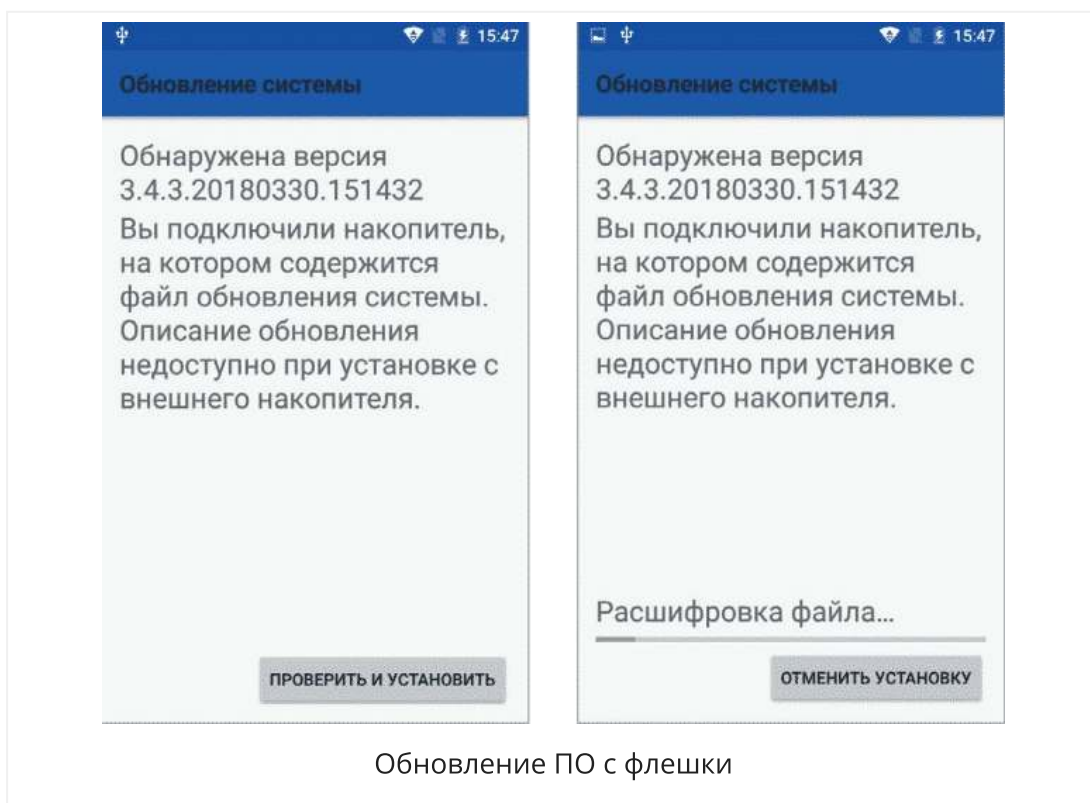 15:47
Обновление системы
Обнаружена версия
3.4.3.20180330.151432
Вы подключили накопитель,
на котором содержится
файл обновления системы.
Описание обновления
недоступно при установке с
внешнего накопителя.
ПРОВЕРИТЬ И УСТАНОВИТЬ
15:47
Обновление системы
Обнаружена версия
3.4.3.20180330.151432
Вы подключили накопитель,
на котором содержится
файл обновления системы.
Описание обновления
недоступно при установке с
внешнего накопителя.
Расшифровка файла...
ОТМЕНИТЬ УСТАНОВКУ
Обновление ПО с флешки